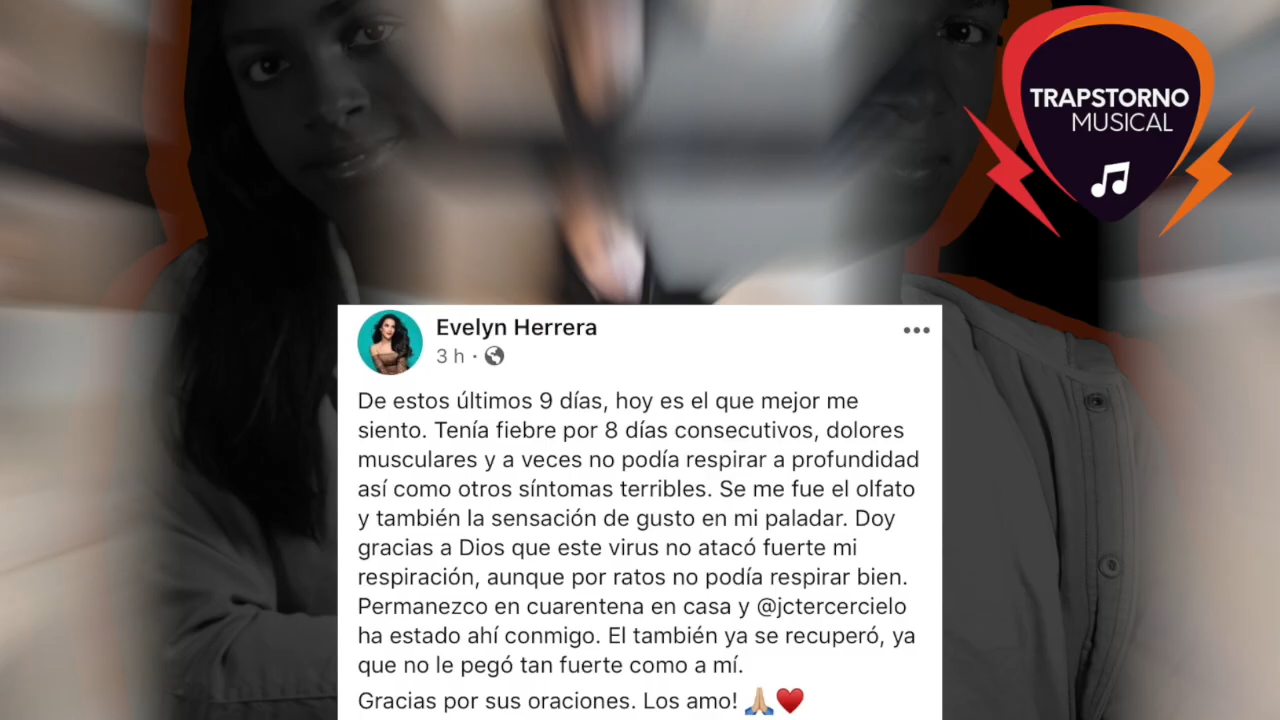 TRAPSTORNO
MUSICAL
Evelyn Herrera
3 h ·
De estos últimos 9 días, hoy es el que mejor me
siento. Tenía fiebre por 8 días consecutivos, dolores
musculares y a veces no podía respirar a profundidad
así como otros síntomas terribles. Se me fue el olfato
y también la sensación de gusto en mi paladar. Doy
gracias a Dios que este virus no atacó fuerte mi
respiración, aunque por ratos no podía respirar bien.
Permanezco en cuarentena en casa y @jctercercielo
ha estado ahí conmigo. El también ya se recuperó, ya
que no le pegó tan fuerte como a mí.
Gracias por sus oraciones. Los amo! 🙏🏼♥️